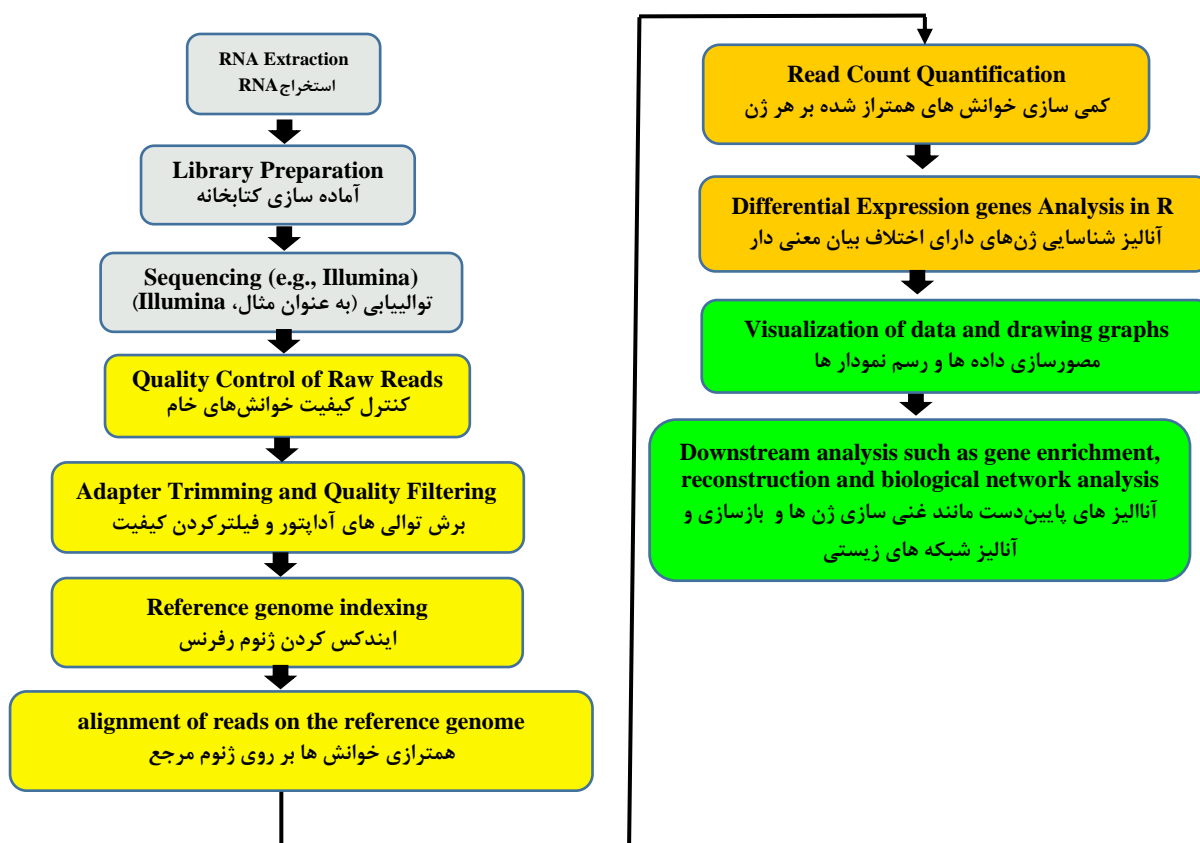 RNA Extraction
استخراج RNA
Library Preparation
آماده سازی کتابخانه
Sequencing (e.g., Illumina)
توالییابی (به عنوان مثال، Illumina)
Quality Control of Raw Reads
کنترل کیفیت خوانش‌های خام
Adapter Trimming and Quality Filtering
برش توالی های آداپتور و فیلترکردن کیفیت
Reference genome indexing
ایندکس کردن ژنوم رفرنس
alignment of reads on the reference genome
همترازی خوانش ها بر روی ژنوم مرجع
Read Count Quantification
کمی سازی خوانش های همتراز شده بر هر ژن
Differential Expression genes Analysis in R
آنالیز شناسایی ژن‌های دارای اختلاف بیان معنی دار
Visualization of data and drawing graphs
مصورسازی داده ها و رسم نمودار ها
Downstream analysis such as gene enrichment,
reconstruction and biological network analysis
آناالیز های پایین‌دست مانند غنی سازی ژن ها و بازسازی و
آنالیز شبکه های زیستی